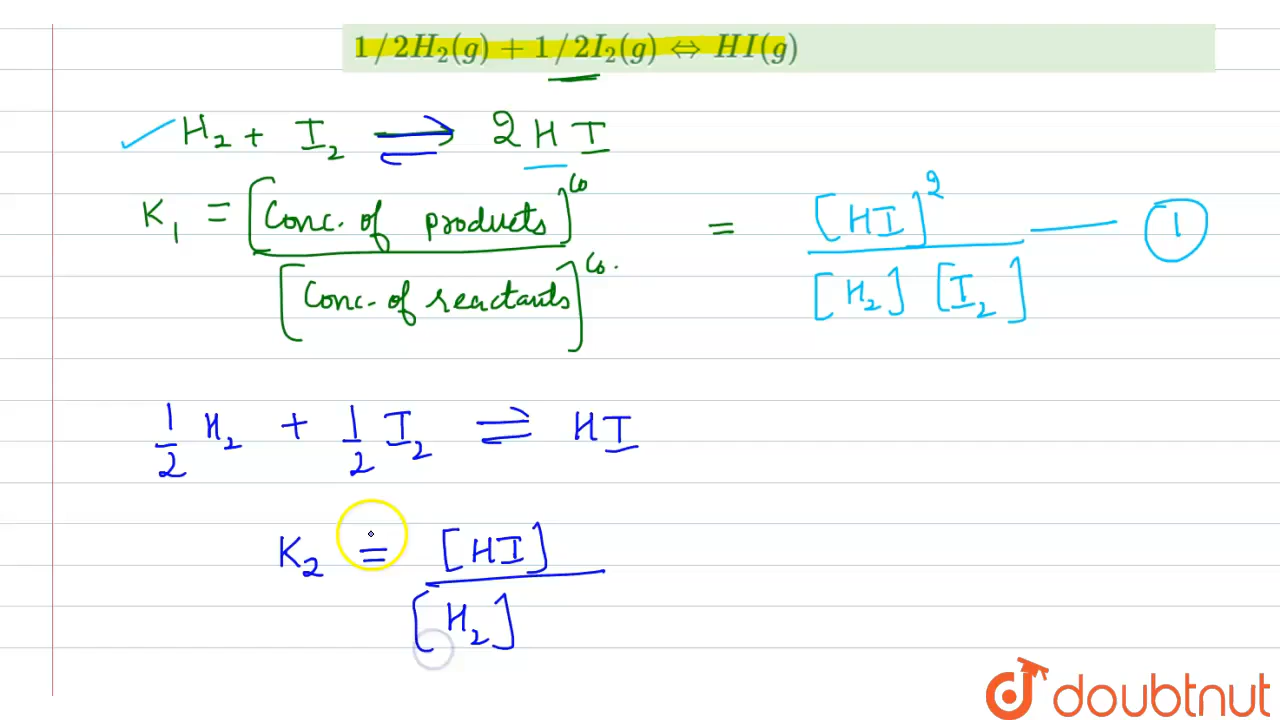 1/2H₂(g) + 1/2I₂(g) ⇔ HI(g)
H₂ + I₂ ⇌ 2HI
K₁ = [Conc. of products]^Co / [Conc. of reactants]^Co. = [HI]² / [H₂] [I₂] — ①
1/2 H₂ + 1/2 I₂ ⇌ HI
K₂ = [HI] / [H₂]
doubtnut